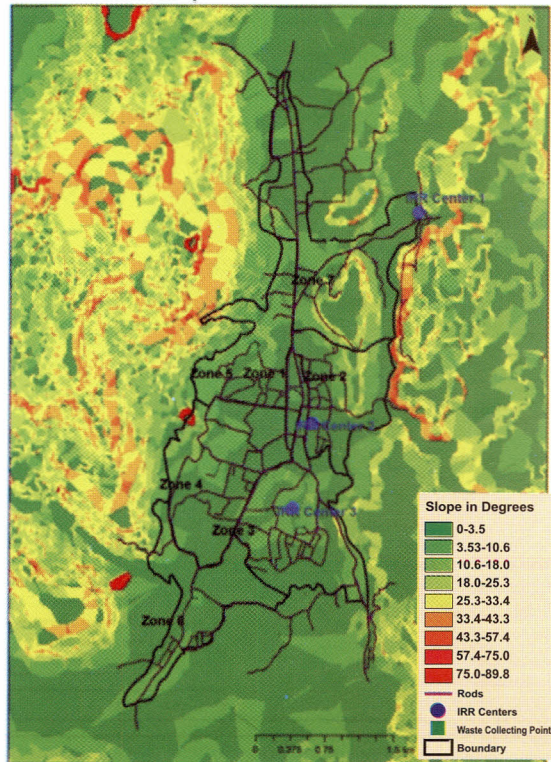 N
IRR Center 1
Zone 7
Zone 5
Zone 1
Zone 2
IRR Center 2
Zone 4
IRR Center 3
Zone 3
Zone 6
Slope in Degrees
0-3.5
3.53-10.6
10.6-18.0
18.0-25.3
25.3-33.4
33.4-43.3
43.3-57.4
57.4-75.0
75.0-89.8
Rods
IRR Centers
Waste Collecting Point
Boundary
0 0.375 0.75 1.5 km